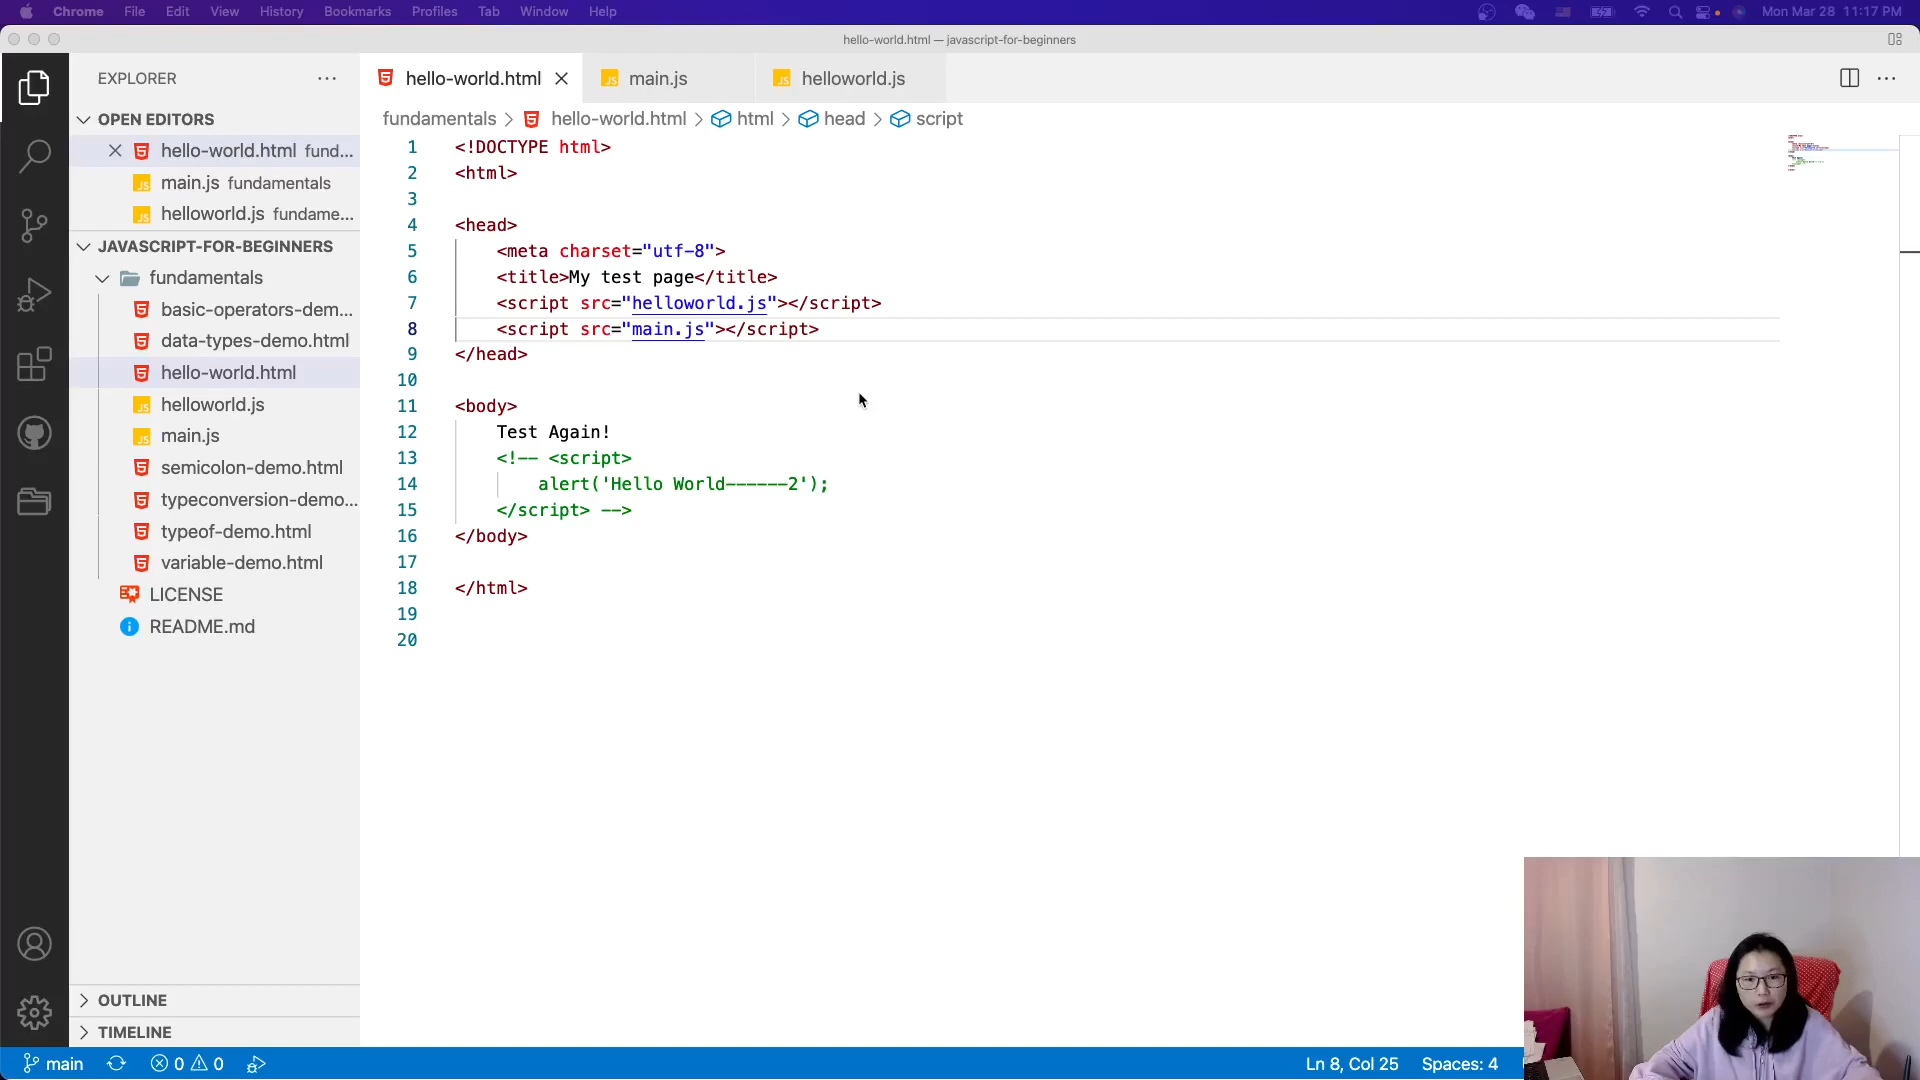 Chrome File Edit View History Bookmarks Profiles Tab Window Help Mon Mar 28 11:17 PM
hello-world.html — javascript-for-beginners
EXPLORER
hello-world.html
main.js
helloworld.js
OPEN EDITORS
hello-world.html fund...
main.js fundamentals
helloworld.js fundame...
JAVASCRIPT-FOR-BEGINNERS
fundamentals
basic-operators-dem...
data-types-demo.html
hello-world.html
helloworld.js
main.js
semicolon-demo.html
typeconversion-demo...
typeof-demo.html
variable-demo.html
LICENSE
README.md
OUTLINE
TIMELINE
fundamentals > hello-world.html > html > head > script
1 <!DOCTYPE html>
2 <html>
3
4 <head>
5 <meta charset="utf-8">
6 <title>My test page</title>
7 <script src="helloworld.js"></script>
8 <script src="main.js"></script>
9 </head>
10
11 <body>
12 Test Again!
13 <!-- <script>
14 alert('Hello World------2');
15 </script> -->
16 </body>
17
18 </html>
19
20
main 0 0 Ln 8, Col 25 Spaces: 4